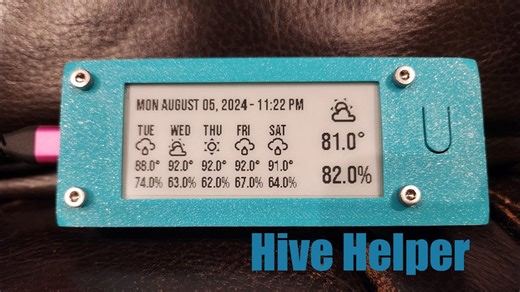 MON AUGUST 05, 2024 - 11:22 PM
TUE WED THU FRI SAT
88.0° 92.0° 92.0° 92.0° 91.0°
74.0% 63.0% 62.0% 67.0% 64.0%
81.0°
82.0%
Hive Helper